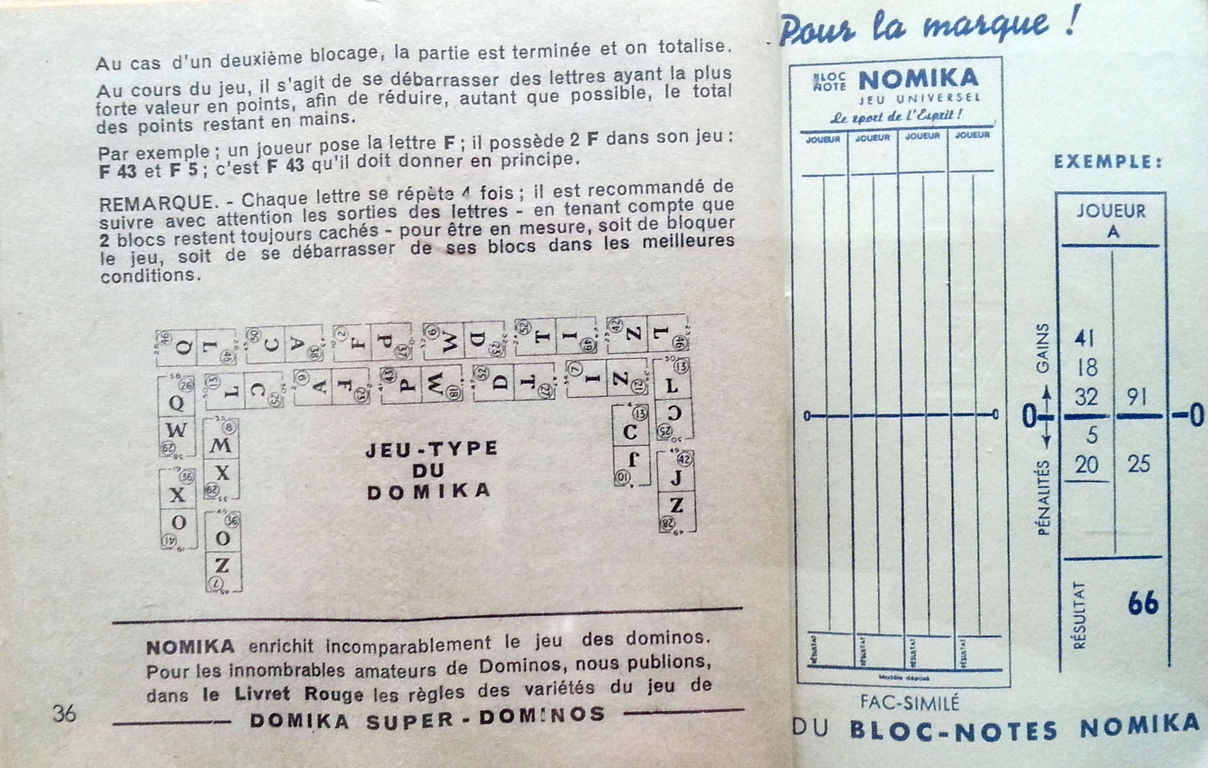 Au cas d'un deuxième blocage, la partie est terminée et on totalise.
Au cours du jeu, il s'agit de se débarrasser des lettres ayant la plus
forte valeur en points, afin de réduire, autant que possible, le total
des points restant en mains.
Par exemple ; un joueur pose la lettre F ; il possède 2 F dans son jeu :
F 43 et F 5 ; c'est F 43 qu'il doit donner en principe.
REMARQUE. - Chaque lettre se répète 4 fois ; il est recommandé de
suivre avec attention les sorties des lettres - en tenant compte que
2 blocs restent toujours cachés - pour être en mesure, soit de bloquer
le jeu, soit de se débarrasser de ses blocs dans les meilleures
conditions.
Q L C A F P W D T I Z L
Q L C A F P M D T I Z L
W M C C
X X J J
O O Z
Z
JEU-TYPE
DU
DOMIKA
NOMIKA enrichit incomparablement le jeu des dominos.
Pour les innombrables amateurs de Dominos, nous publions,
dans le Livret Rouge les règles des variétés du jeu de
DOMIKA SUPER - DOMINOS
36
Pour la marque !
BLOC NOTE NOMIKA
JEU UNIVERSEL
Le sport de l'Esprit !
JOUEUR JOUEUR JOUEUR JOUEUR
0 0
RÉSULTAT RÉSULTAT RÉSULTAT RÉSULTAT
Modèle déposé
FAC-SIMILÉ
DU BLOC-NOTES NOMIKA
EXEMPLE :
JOUEUR
A
GAINS
41
18
32 91
0 0
5
20 25
PÉNALITÉS
RÉSULTAT
66